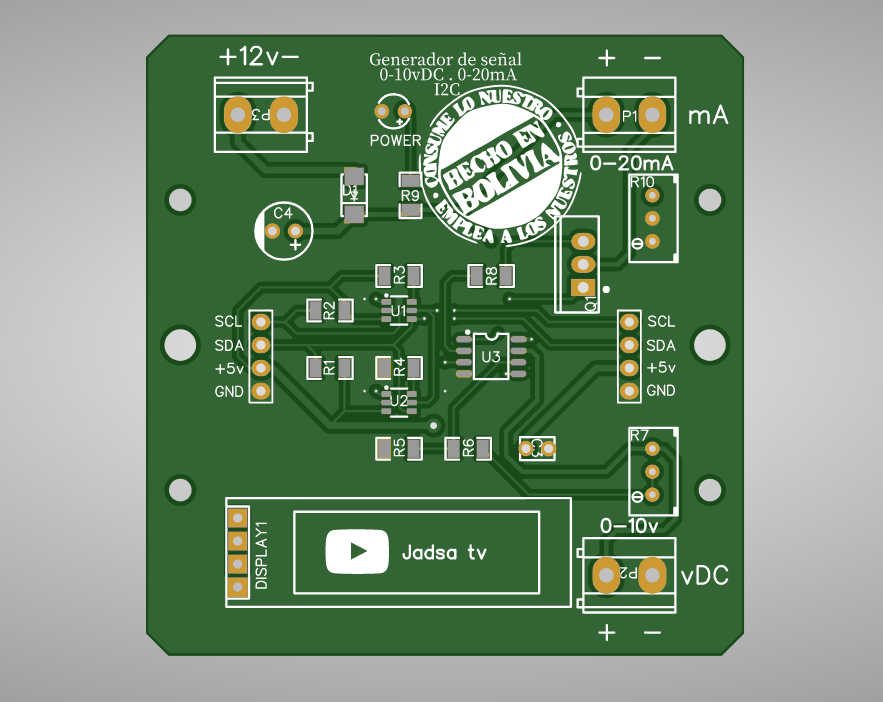 +12v-
Generador de señal
0-10vDC . 0-20mA
I2C
+ -
P3
POWER
+
CONSUME LO NUESTRO
HECHO EN
BOLIVIA
EMPLEA A LOS NUESTROS
P1
mA
0-20mA
R10
D1
R9
C4
+
R3
R8
Q1
R2
U1
SCL
SDA
+5v
GND
U3
SCL
SDA
+5v
GND
R1
R4
U2
R5
R6
C3
R7
0-10v
DISPLAY1
Jadsa tv
P2
vDC
+ -